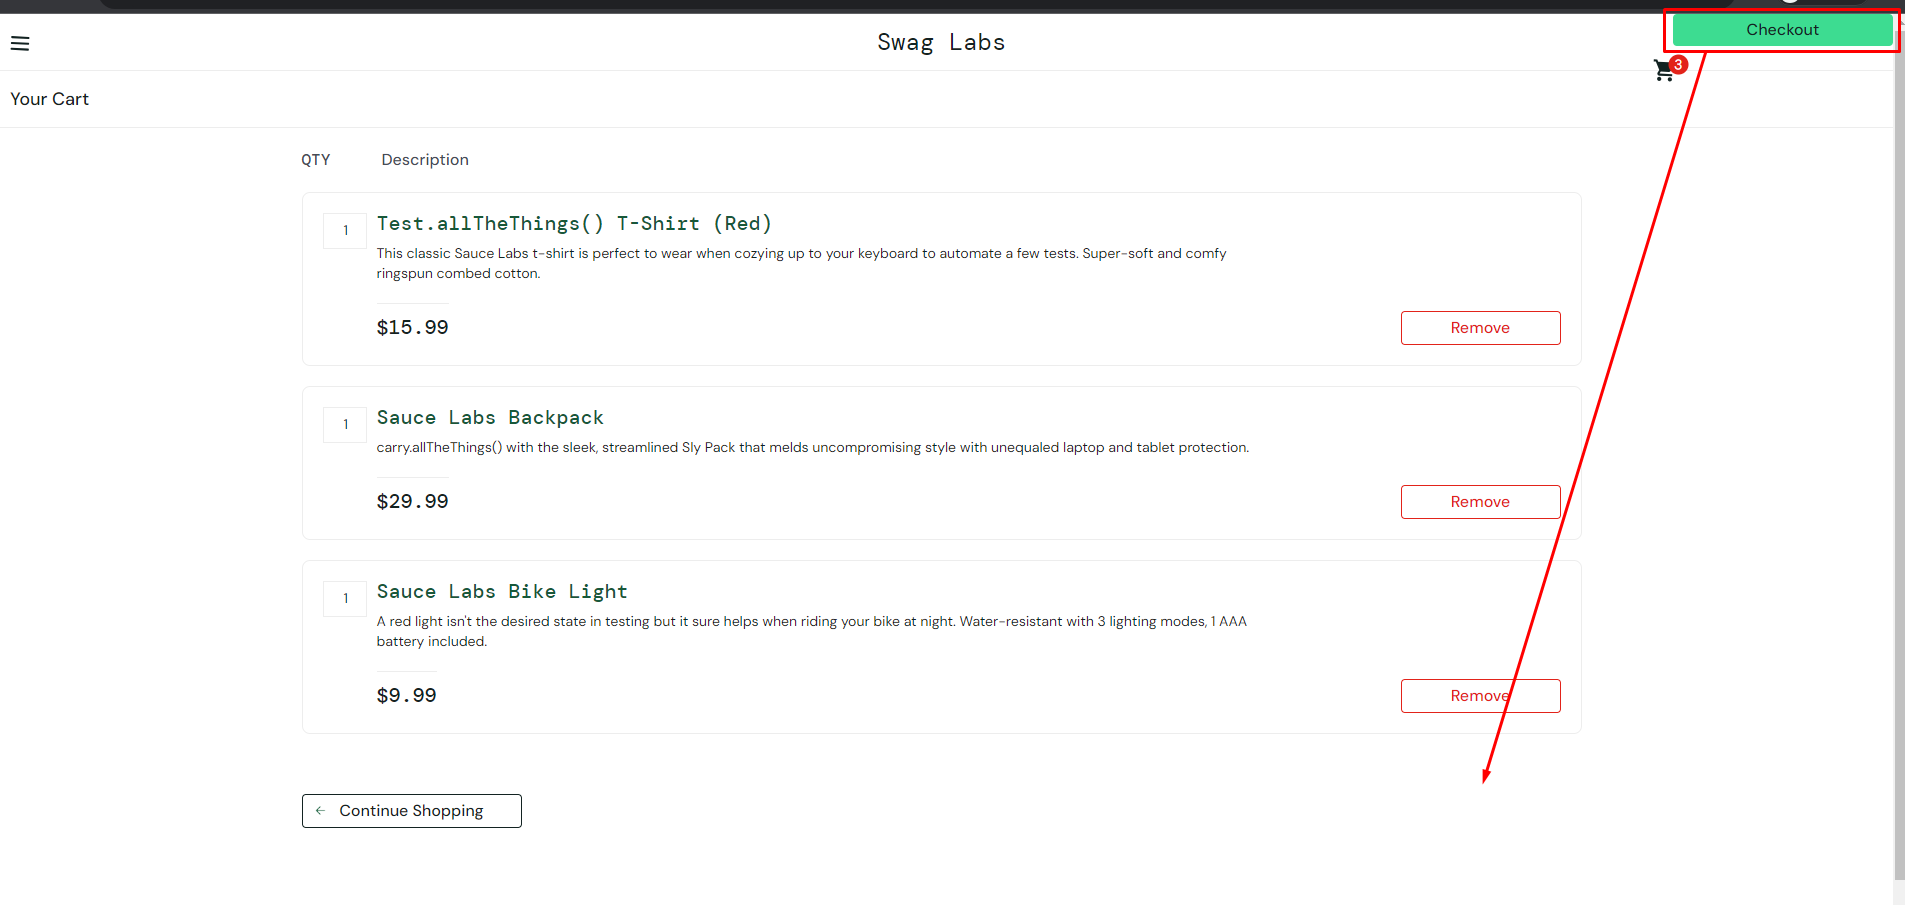 Swag Labs
Checkout
3
Your Cart
QTY Description
1
Test.allTheThings() T-Shirt (Red)
This classic Sauce Labs t-shirt is perfect to wear when cozying up to your keyboard to automate a few tests. Super-soft and comfy
ringspun combed cotton.
$15.99
Remove
1
Sauce Labs Backpack
carry.allTheThings() with the sleek, streamlined Sly Pack that melds uncompromising style with unequaled laptop and tablet protection.
$29.99
Remove
1
Sauce Labs Bike Light
A red light isn't the desired state in testing but it sure helps when riding your bike at night. Water-resistant with 3 lighting modes, 1 AAA
battery included.
$9.99
Remove
Continue Shopping